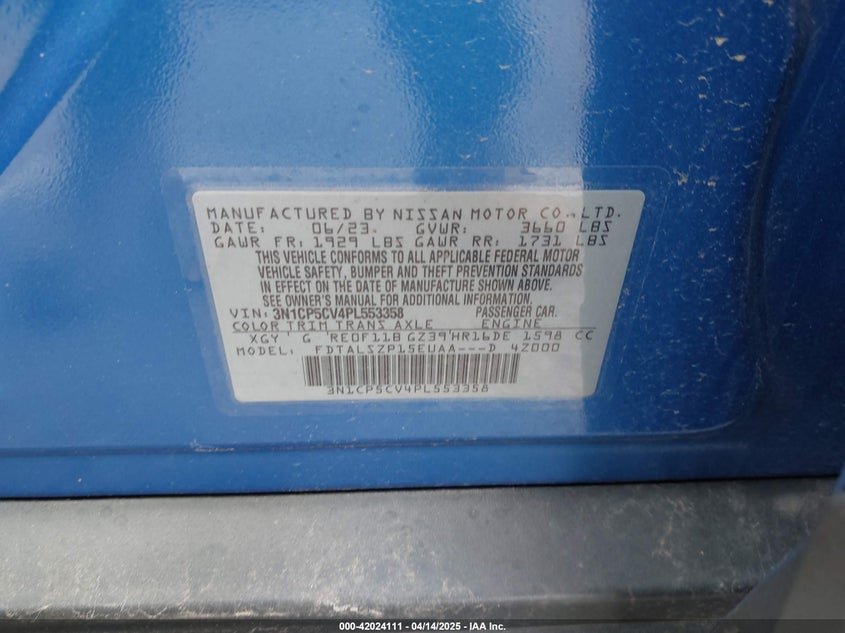 MANUFACTURED BY NISSAN MOTOR CO., LTD.
DATE: 06/23 GVWR: 3660 LBS
GAWR FR: 1929 LBS GAWR RR: 1731 LBS
THIS VEHICLE CONFORMS TO ALL APPLICABLE FEDERAL MOTOR
VEHICLE SAFETY, BUMPER AND THEFT PREVENTION STANDARDS
IN EFFECT ON THE DATE OF MANUFACTURE SHOWN ABOVE.
SEE OWNER'S MANUAL FOR ADDITIONAL INFORMATION.
VIN: 3N1CP5CV4PL553358 PASSENGER CAR.
COLOR TRIM TRANS AXLE ENGINE
XGY G RE0F11B GZ39 HR16DE 1598 CC
MODEL: FDTALSZP15EUAA---D 4Z000
3N1CP5CV4PL553358
000-42024111 - 04/14/2025 - IAA Inc.